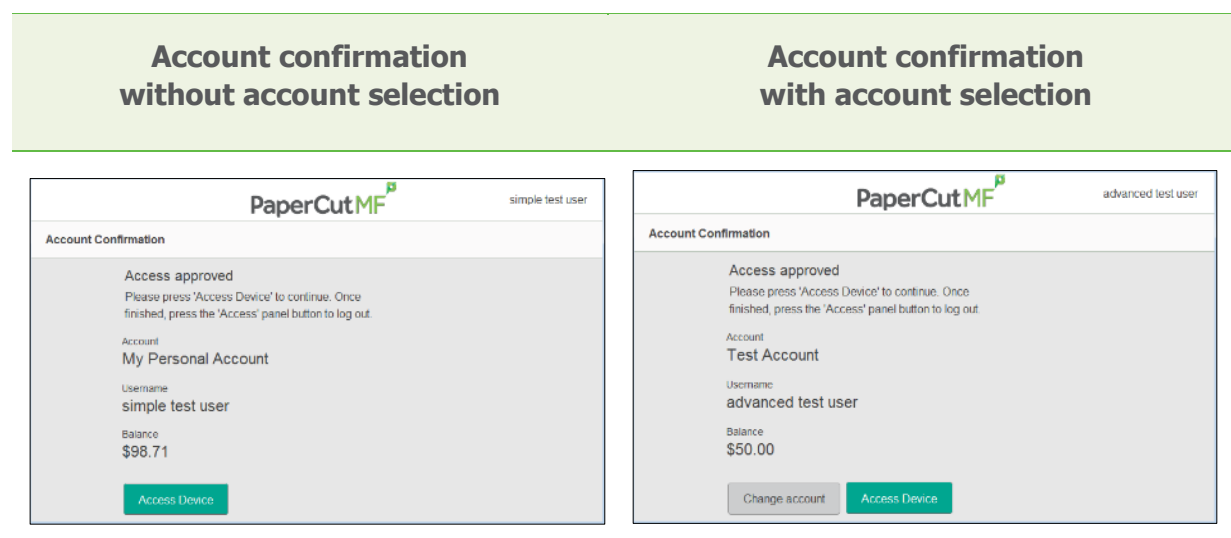 Account confirmation
without account selection
Account confirmation
with account selection
PaperCut MF
simple test user
Account Confirmation
Access approved
Please press 'Access Device' to continue. Once
finished, press the 'Access' panel button to log out.
Account
My Personal Account
Username
simple test user
Balance
$98.71
Access Device
PaperCut MF
advanced test user
Account Confirmation
Access approved
Please press 'Access Device' to continue. Once
finished, press the 'Access' panel button to log out.
Account
Test Account
Username
advanced test user
Balance
$50.00
Change account
Access Device